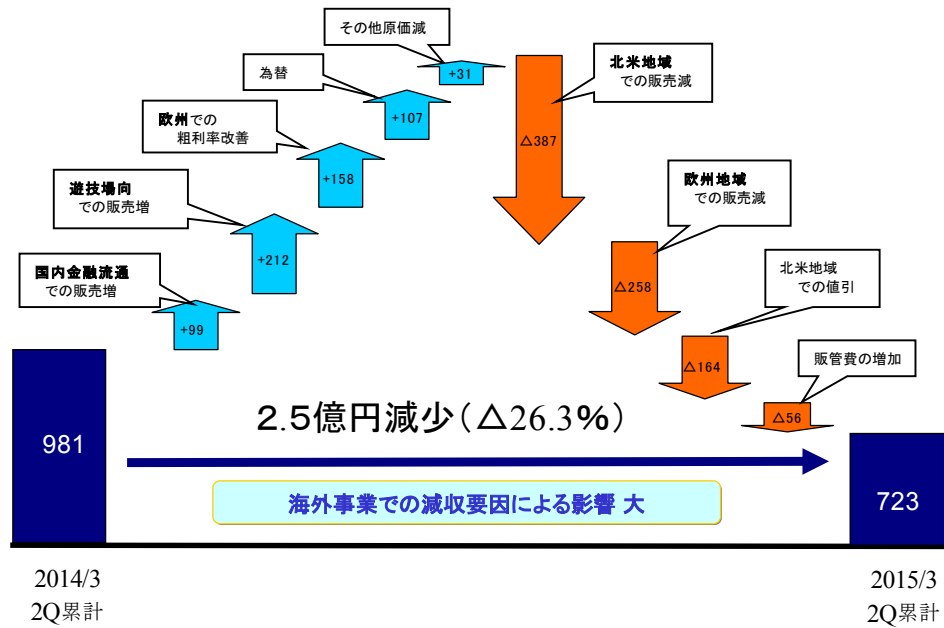 その他原価減
+31
為替
+107
欧州での
粗利率改善
+158
遊技場向
での販売増
+212
国内金融流通
での販売増
+99
北米地域
での販売減
△387
欧州地域
での販売減
△258
北米地域
での値引
△164
販管費の増加
△56
2.5億円減少(△26.3%)
981
723
海外事業での減収要因による影響 大
2014/3
2Q累計
2015/3
2Q累計